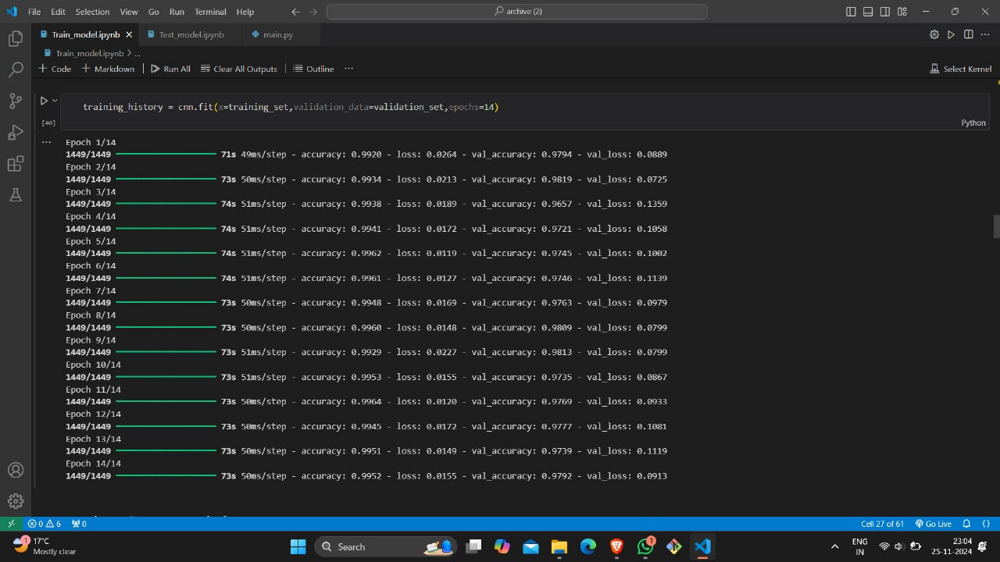 File Edit Selection View Go Run Terminal Help archive (2)
Train_model.ipynb Test_model.ipynb main.py
Train_model.ipynb > ...
+ Code + Markdown Run All Clear All Outputs Outline ... Select Kernel
training_history = cnn.fit(x=training_set,validation_data=validation_set,epochs=14)
[40] Python
... Epoch 1/14
1449/1449 71s 49ms/step - accuracy: 0.9920 - loss: 0.0264 - val_accuracy: 0.9794 - val_loss: 0.0889
Epoch 2/14
1449/1449 73s 50ms/step - accuracy: 0.9934 - loss: 0.0213 - val_accuracy: 0.9819 - val_loss: 0.0725
Epoch 3/14
1449/1449 74s 51ms/step - accuracy: 0.9938 - loss: 0.0189 - val_accuracy: 0.9657 - val_loss: 0.1359
Epoch 4/14
1449/1449 74s 51ms/step - accuracy: 0.9941 - loss: 0.0172 - val_accuracy: 0.9721 - val_loss: 0.1058
Epoch 5/14
1449/1449 74s 51ms/step - accuracy: 0.9962 - loss: 0.0119 - val_accuracy: 0.9745 - val_loss: 0.1002
Epoch 6/14
1449/1449 74s 51ms/step - accuracy: 0.9961 - loss: 0.0127 - val_accuracy: 0.9746 - val_loss: 0.1139
Epoch 7/14
1449/1449 73s 50ms/step - accuracy: 0.9948 - loss: 0.0169 - val_accuracy: 0.9763 - val_loss: 0.0979
Epoch 8/14
1449/1449 73s 50ms/step - accuracy: 0.9960 - loss: 0.0148 - val_accuracy: 0.9809 - val_loss: 0.0799
Epoch 9/14
1449/1449 73s 51ms/step - accuracy: 0.9929 - loss: 0.0227 - val_accuracy: 0.9813 - val_loss: 0.0799
Epoch 10/14
1449/1449 73s 51ms/step - accuracy: 0.9953 - loss: 0.0155 - val_accuracy: 0.9735 - val_loss: 0.0867
Epoch 11/14
1449/1449 73s 50ms/step - accuracy: 0.9964 - loss: 0.0120 - val_accuracy: 0.9769 - val_loss: 0.0933
Epoch 12/14
1449/1449 73s 50ms/step - accuracy: 0.9945 - loss: 0.0172 - val_accuracy: 0.9777 - val_loss: 0.1081
Epoch 13/14
1449/1449 73s 50ms/step - accuracy: 0.9951 - loss: 0.0149 - val_accuracy: 0.9739 - val_loss: 0.1119
Epoch 14/14
1449/1449 73s 50ms/step - accuracy: 0.9952 - loss: 0.0155 - val_accuracy: 0.9792 - val_loss: 0.0913
0 6 0 Cell 27 of 61 Go Live {}
1 17°C Search 1 ENG 23:04
Mostly clear IN 25-11-2024